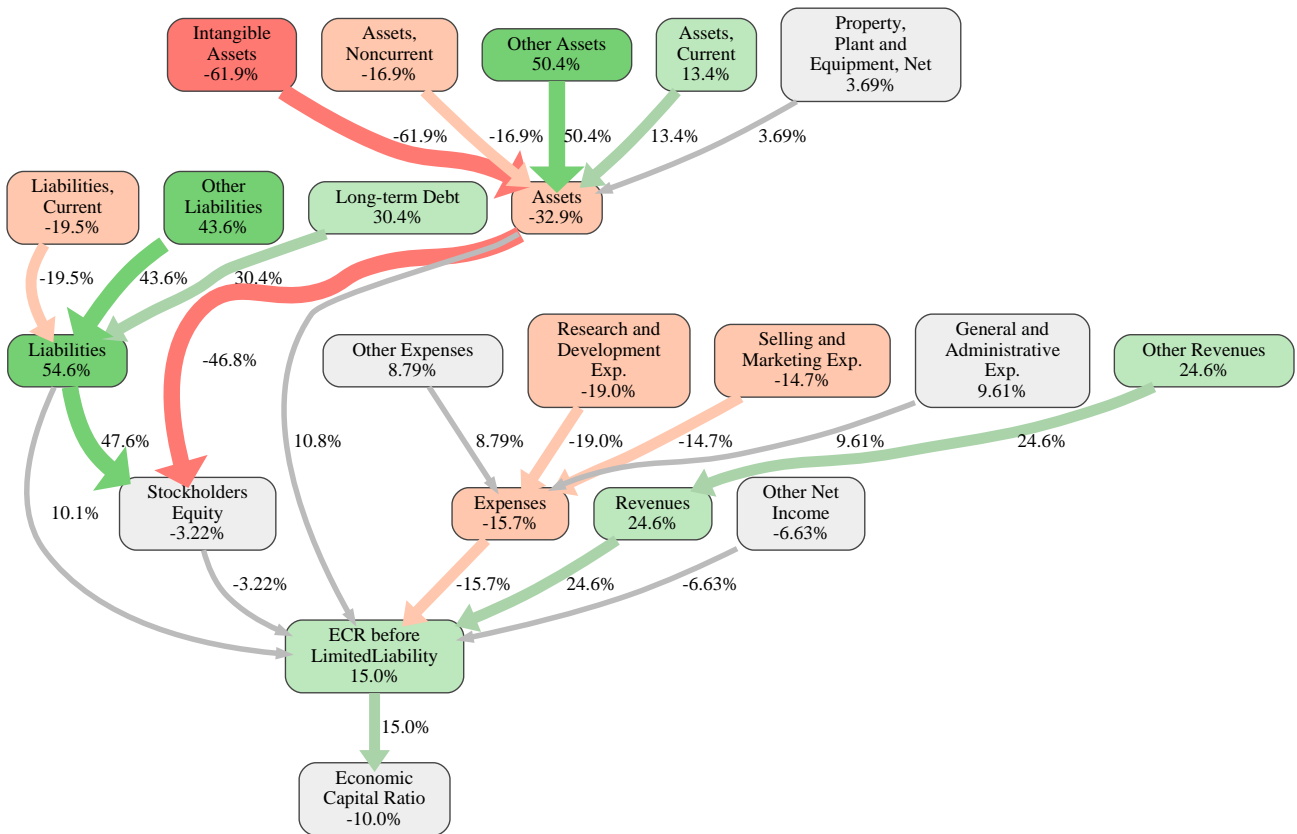 Intangible
Assets
-61.9%
Assets,
Noncurrent
-16.9%
Other Assets
50.4%
Assets,
Current
13.4%
Property,
Plant and
Equipment, Net
3.69%
-61.9%
-16.9%
50.4%
13.4%
3.69%
Liabilities,
Current
-19.5%
Other
Liabilities
43.6%
Long-term Debt
30.4%
Assets
-32.9%
-19.5%
43.6%
30.4%
Liabilities
54.6%
-46.8%
Other Expenses
8.79%
Research and
Development
Exp.
-19.0%
Selling and
Marketing Exp.
-14.7%
General and
Administrative
Exp.
9.61%
Other Revenues
24.6%
47.6%
10.8%
8.79%
-19.0%
-14.7%
9.61%
24.6%
10.1%
Stockholders
Equity
-3.22%
Expenses
-15.7%
Revenues
24.6%
Other Net
Income
-6.63%
-3.22%
-15.7%
24.6%
-6.63%
ECR before
LimitedLiability
15.0%
15.0%
Economic
Capital Ratio
-10.0%